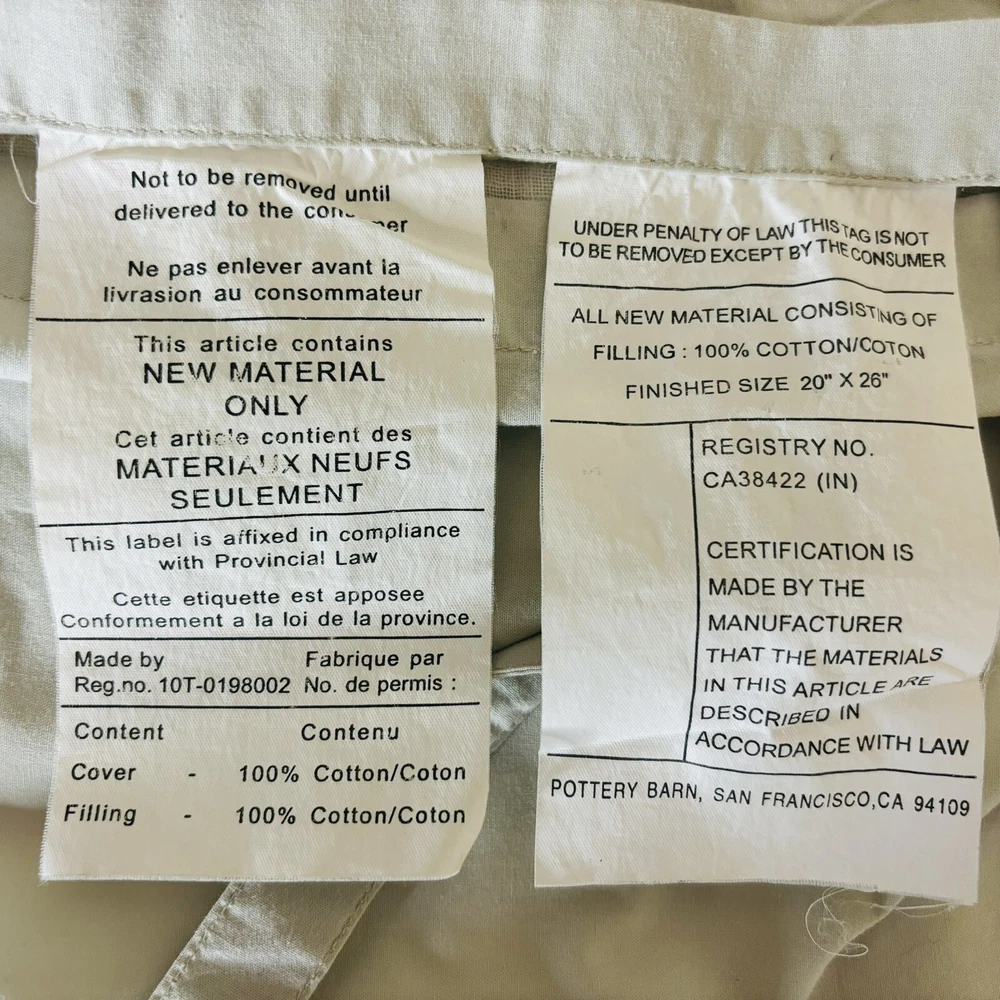 Not to be removed until
delivered to the
Ne pas enlever avant la
livrasion au consommateur
This article contains
NEW MATERIAL
ONLY
Cet article contient des
MATERIAUX NEUFS
SEULEMENT
This label is affixed in compliance
with Provincial Law
Cette etiquette est apposee
Conformement a la loi de la province.
Made by Fabrique par
Reg.no. 10T-0198002 No. de permis :
Content Contenu
Cover - 100% Cotton/Coton
Filling - 100% Cotton/Coton
UNDER PENALTY OF LAW THIS TAG IS NOT
TO BE REMOVED EXCEPT BY THE CONSUMER
ALL NEW MATERIAL CONSISTING OF
FILLING : 100% COTTON/COTON
FINISHED SIZE 20" X 26"
REGISTRY NO.
CA38422 (IN)
CERTIFICATION IS
MADE BY THE
MANUFACTURER
THAT THE MATERIALS
IN THIS ARTICLE ARE
DESCRIBED IN
ACCORDANCE WITH LAW
POTTERY BARN, SAN FRANCISCO,CA 94109